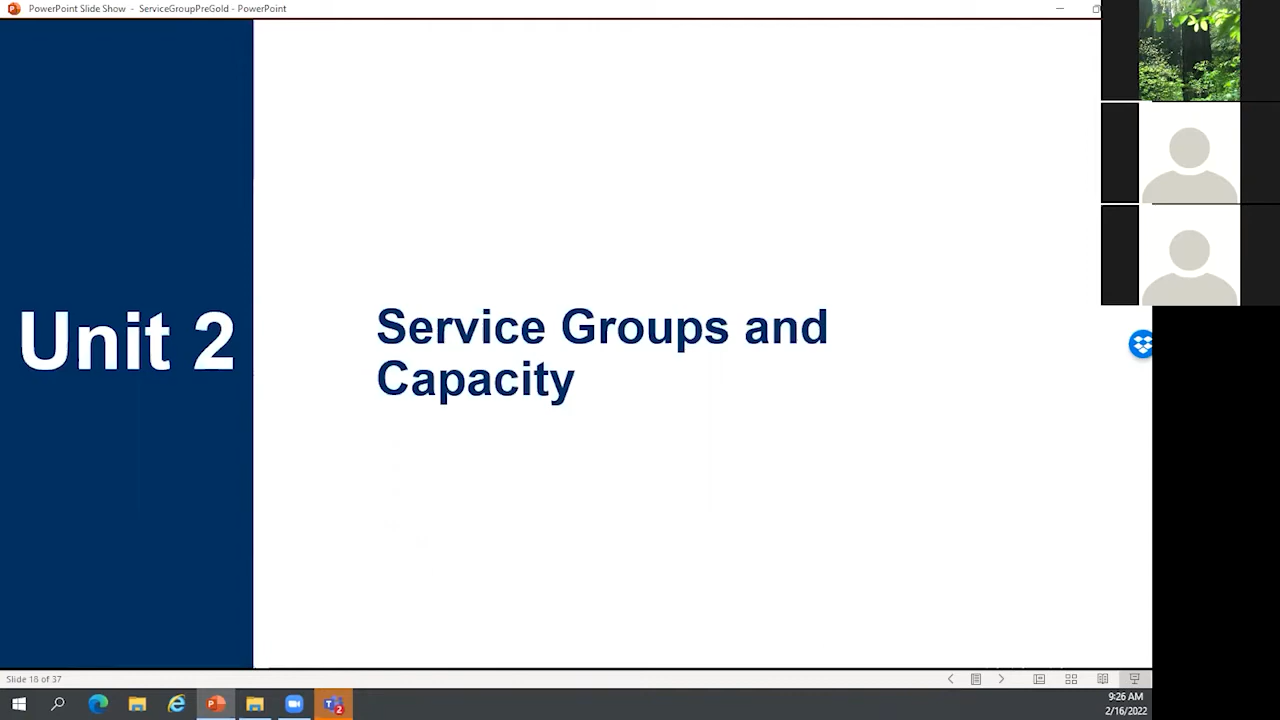 PowerPoint Slide Show - ServiceGroupPreGold - PowerPoint
Unit 2
Service Groups and
Capacity
Slide 18 of 37
T
2
9:26 AM
2/16/2022